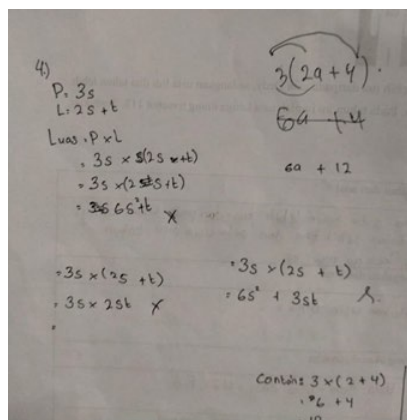 4.)
P = 3s
L = 2s + t
Luas = P x L
= 3s x (2s + t)
= 3s x (2s + t)
= 6s² + t x
= 3s x (2s + t)
= 3s x 2st x
=
3(2a + 4)
6a + 4
6a + 12
= 3s x (2s + t)
= 6s² + 3st
Contoh: 3 x (2 + 4)
= 6 + 4